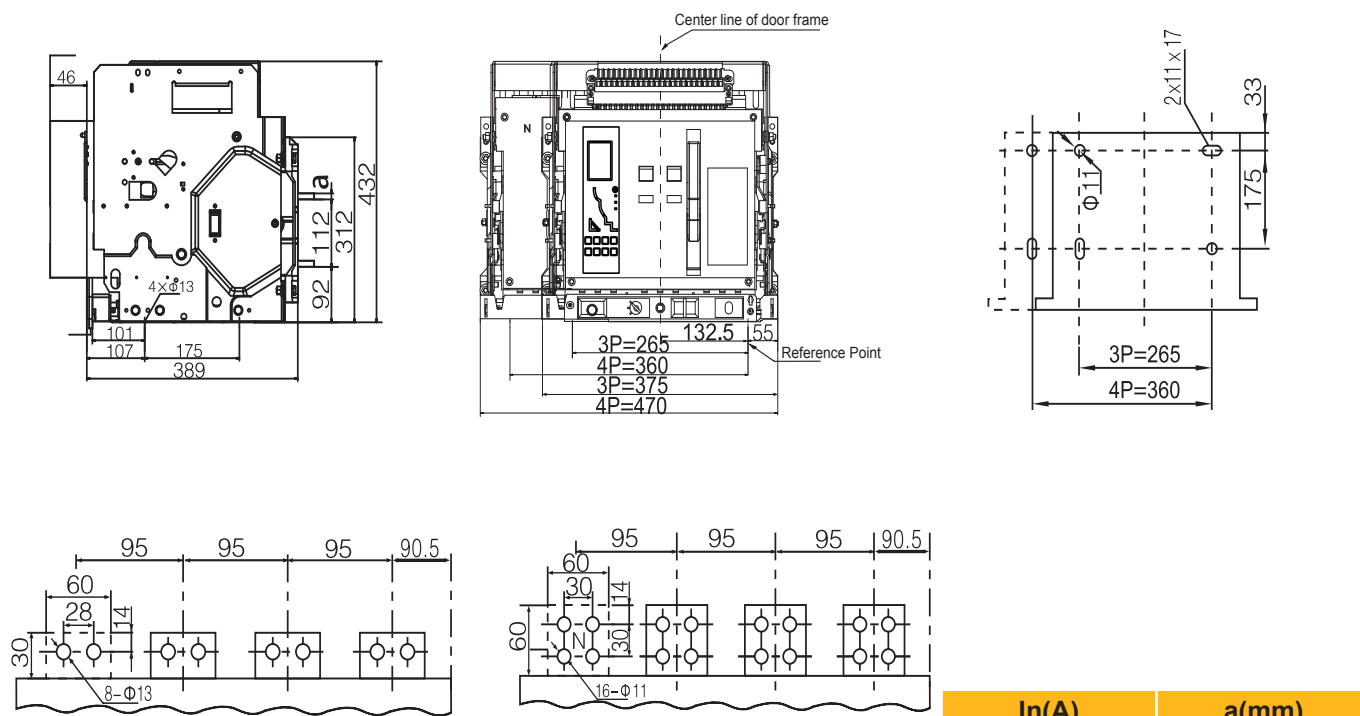 Center line of door frame
46
a
432
112
312
92
4×Φ13
101
107
175
389
N
132.5
55
3P=265
Reference Point
4P=360
3P=375
4P=470
2x11x17
33
Φ11
175
3P=265
4P=360
95
95
95
90.5
60
28
14
30
8-Φ13
95
95
95
90.5
60
30
14
60
N
30
16-Φ11
In(A)
a(mm)